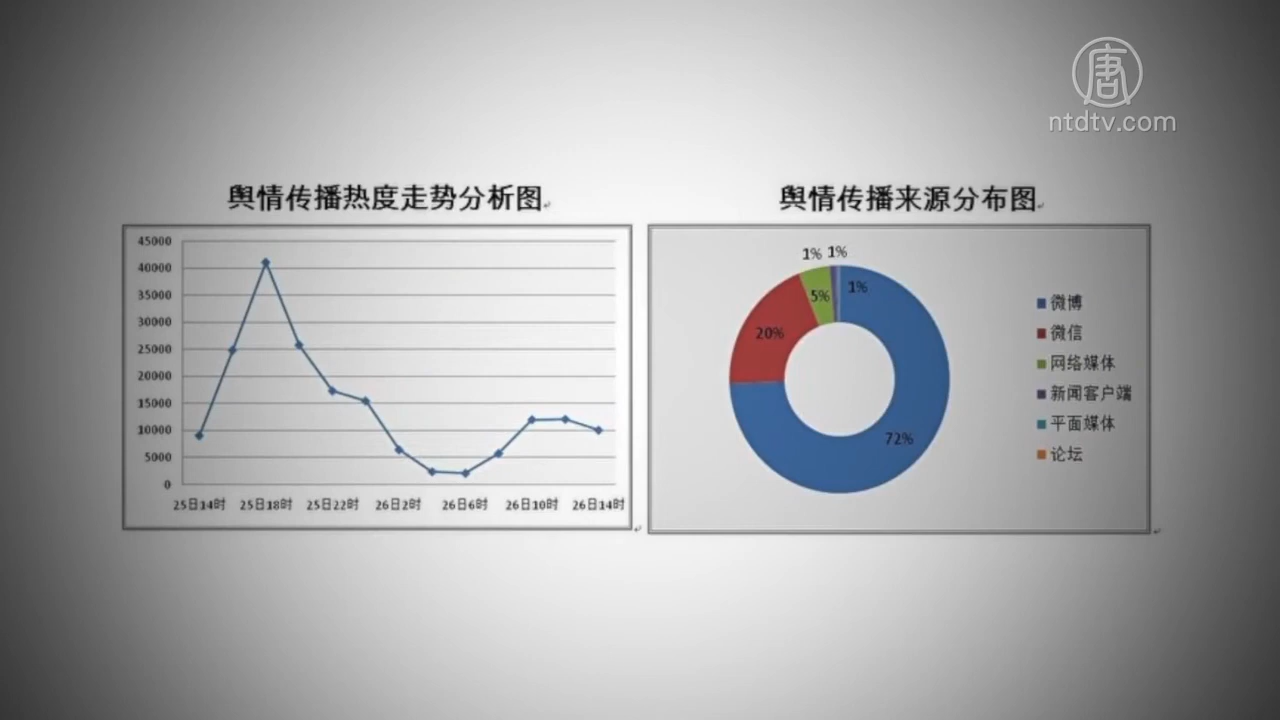 唐
ntdtv.com
舆情传播热度走势分析图
45000
40000
35000
30000
25000
20000
15000
10000
5000
0
25日14时 25日18时 25日22时 26日2时 26日6时 26日10时 26日14时
舆情传播来源分布图
1% 1%
1%
5%
20%
72%
微博
微信
网络媒体
新闻客户端
平面媒体
论坛